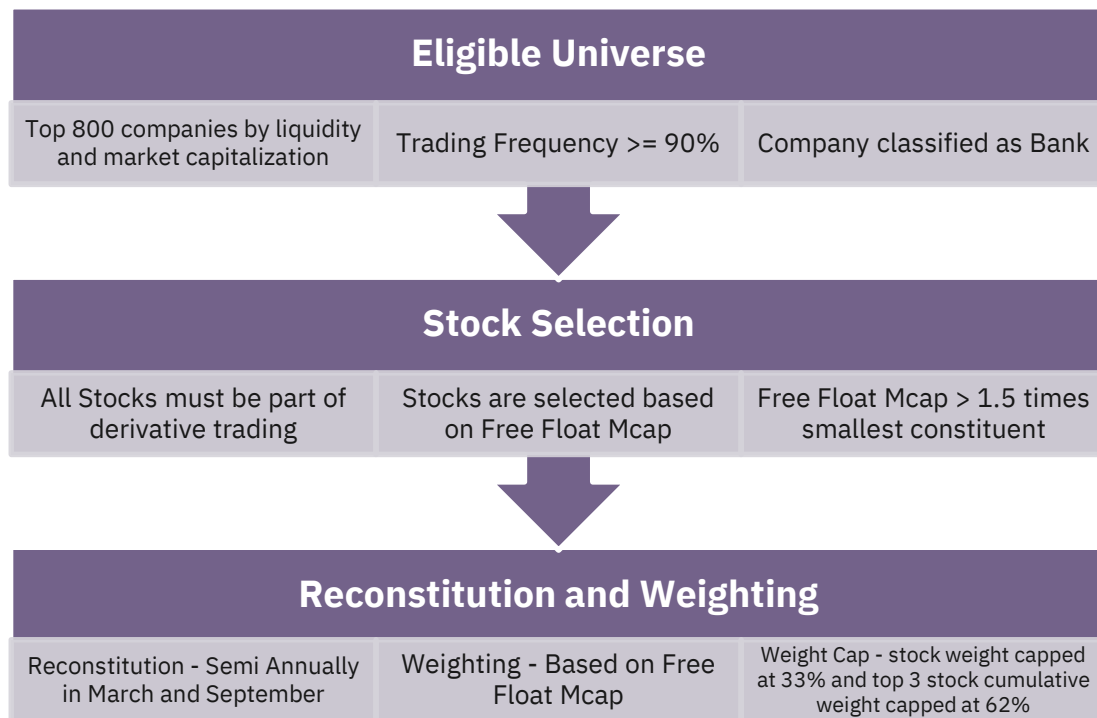 Eligible Universe
Top 800 companies by liquidity
and market capitalization
Trading Frequency >= 90%
Company classified as Bank
Stock Selection
All Stocks must be part of
derivative trading
Stocks are selected based
on Free Float Mcap
Free Float Mcap > 1.5 times
smallest constituent
Reconstitution and Weighting
Reconstitution - Semi Annually
in March and September
Weighting - Based on Free
Float Mcap
Weight Cap - stock weight capped
at 33% and top 3 stock cumulative
weight capped at 62%